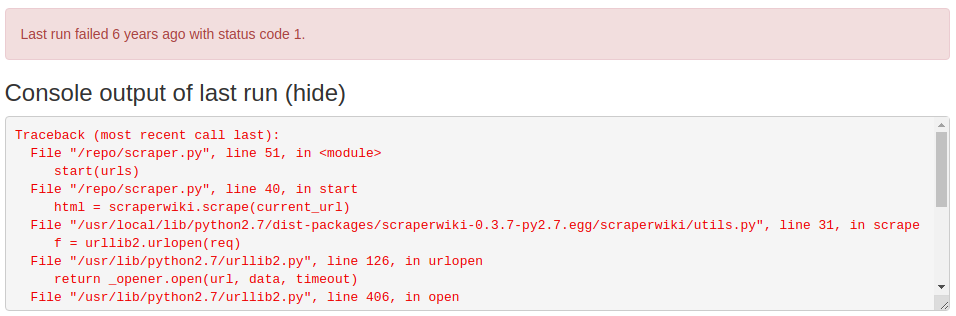 Last run failed 6 years ago with status code 1.
Console output of last run (hide)
Traceback (most recent call last):
File "/repo/scraper.py", line 51, in <module>
start(urls)
File "/repo/scraper.py", line 40, in start
html = scraperwiki.scrape(current_url)
File "/usr/local/lib/python2.7/dist-packages/scraperwiki-0.3.7-py2.7.egg/scraperwiki/utils.py", line 31, in scrape
f = urllib2.urlopen(req)
File "/usr/lib/python2.7/urllib2.py", line 126, in urlopen
return _opener.open(url, data, timeout)
File "/usr/lib/python2.7/urllib2.py", line 406, in open